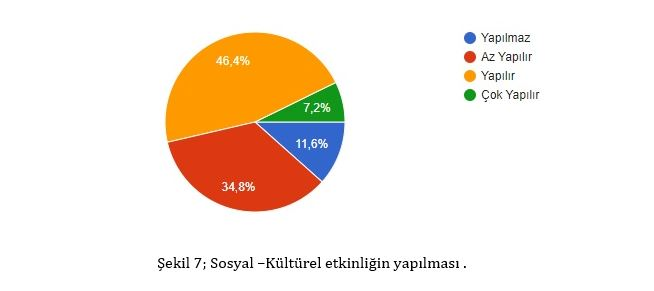 Yapılmaz
Az Yapılır
Yapılır
Çok Yapılır
46,4%
7,2%
11,6%
34,8%
Şekil 7; Sosyal –Kültürel etkinliğin yapılması .